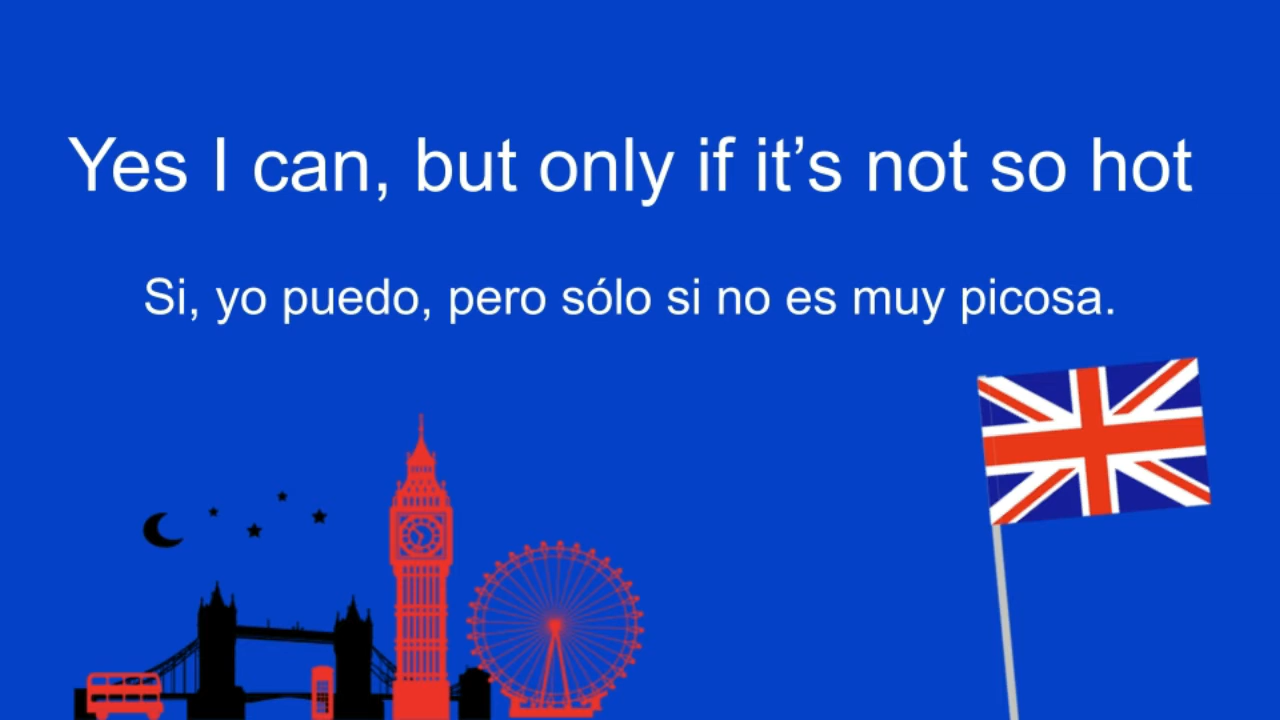 Yes I can, but only if it’s not so hot
Si, yo puedo, pero sólo si no es muy picosa.